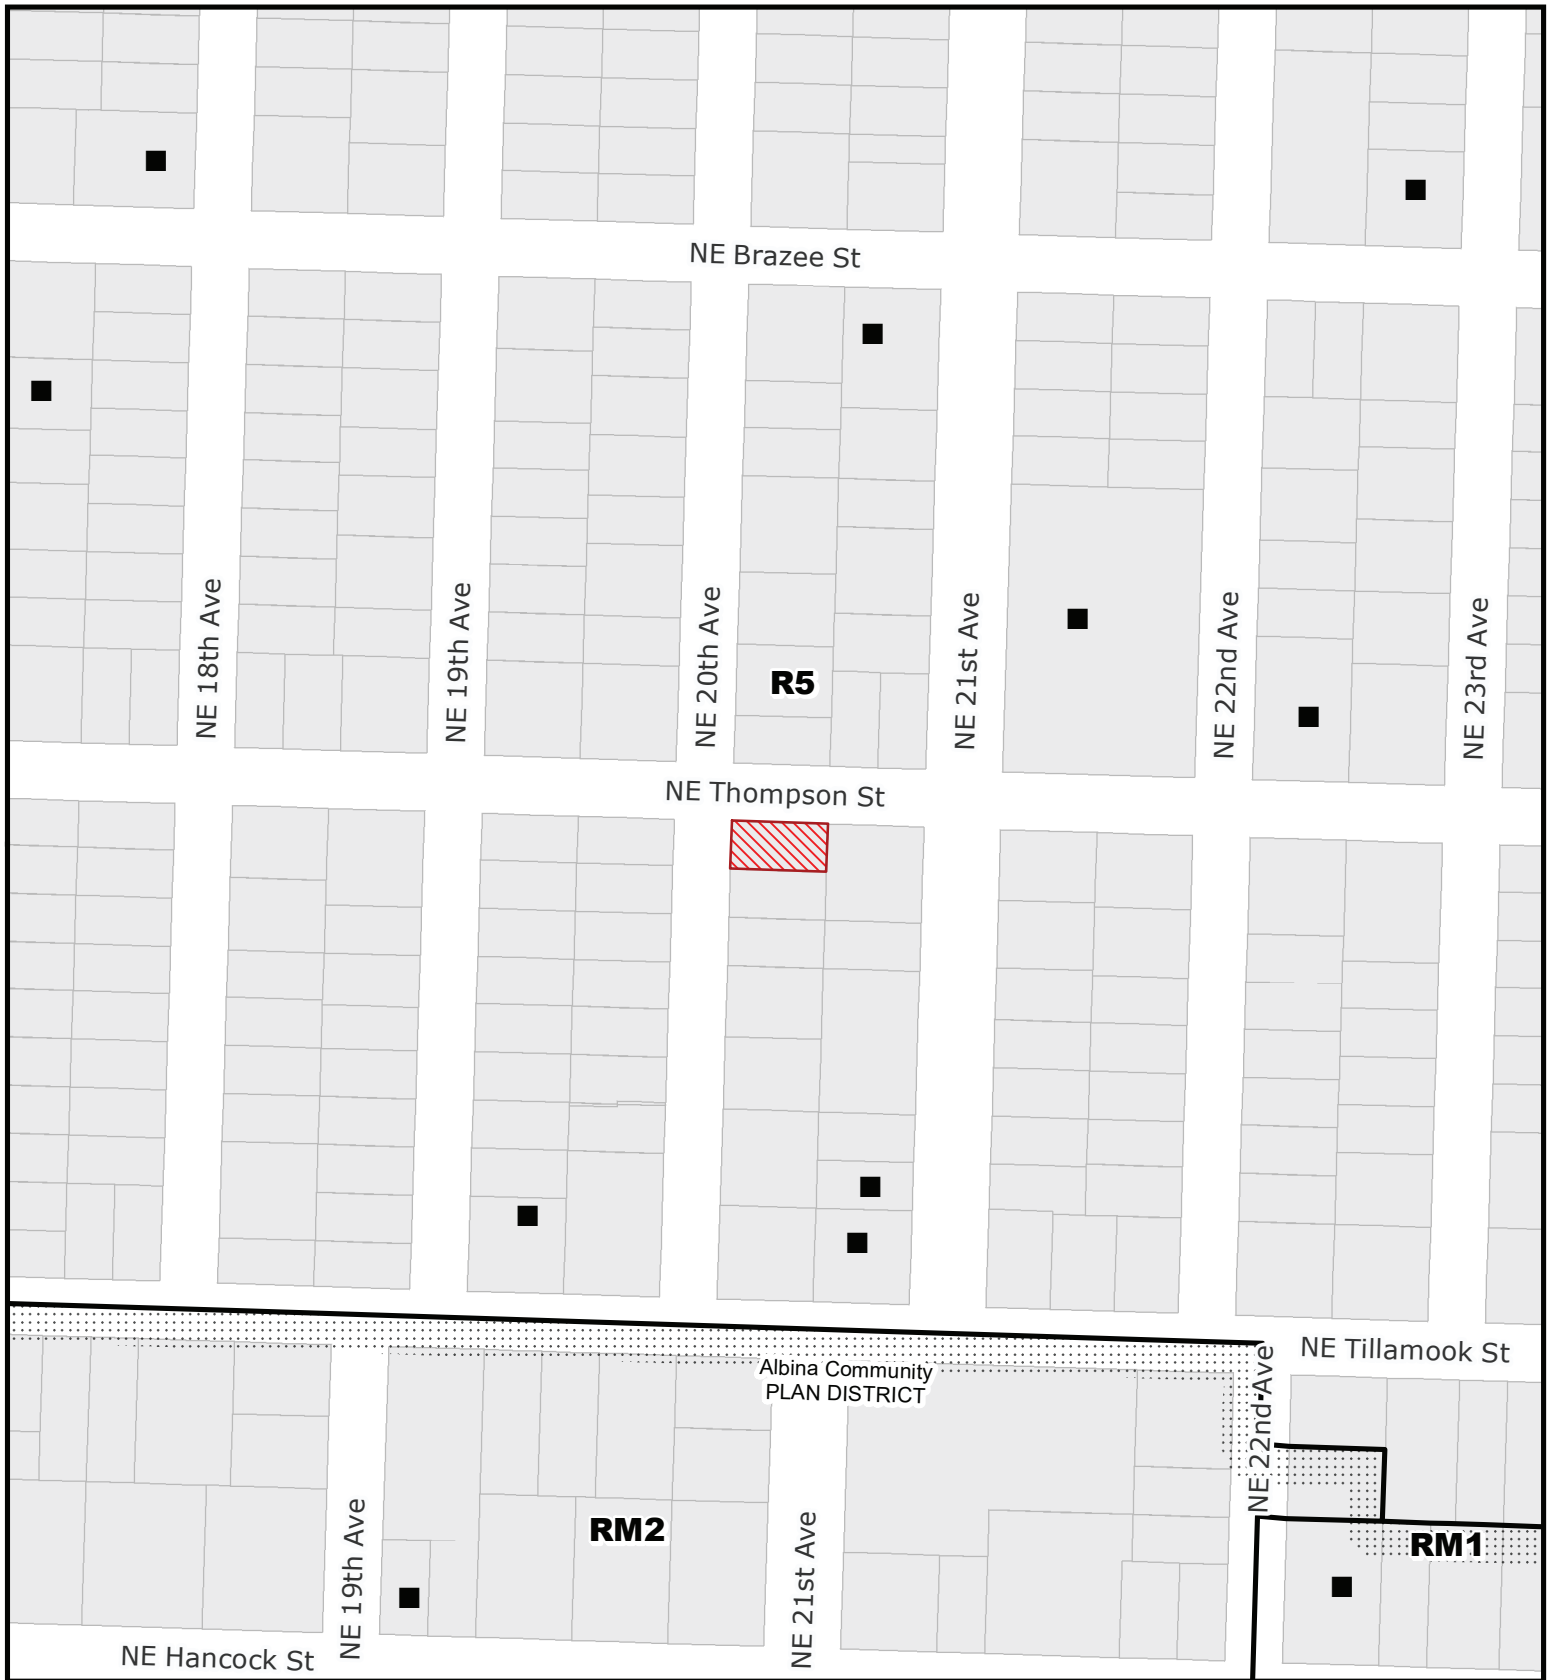 NE Brazee St
NE 18th Ave
NE 19th Ave
NE 20th Ave
NE 21st Ave
NE 22nd Ave
NE 23rd Ave
R5
NE Thompson St
NE Tillamook St
Albina Community
PLAN DISTRICT
NE 22nd Ave
RM2
RM1
NE 19th Ave
NE 21st Ave
NE Hancock St